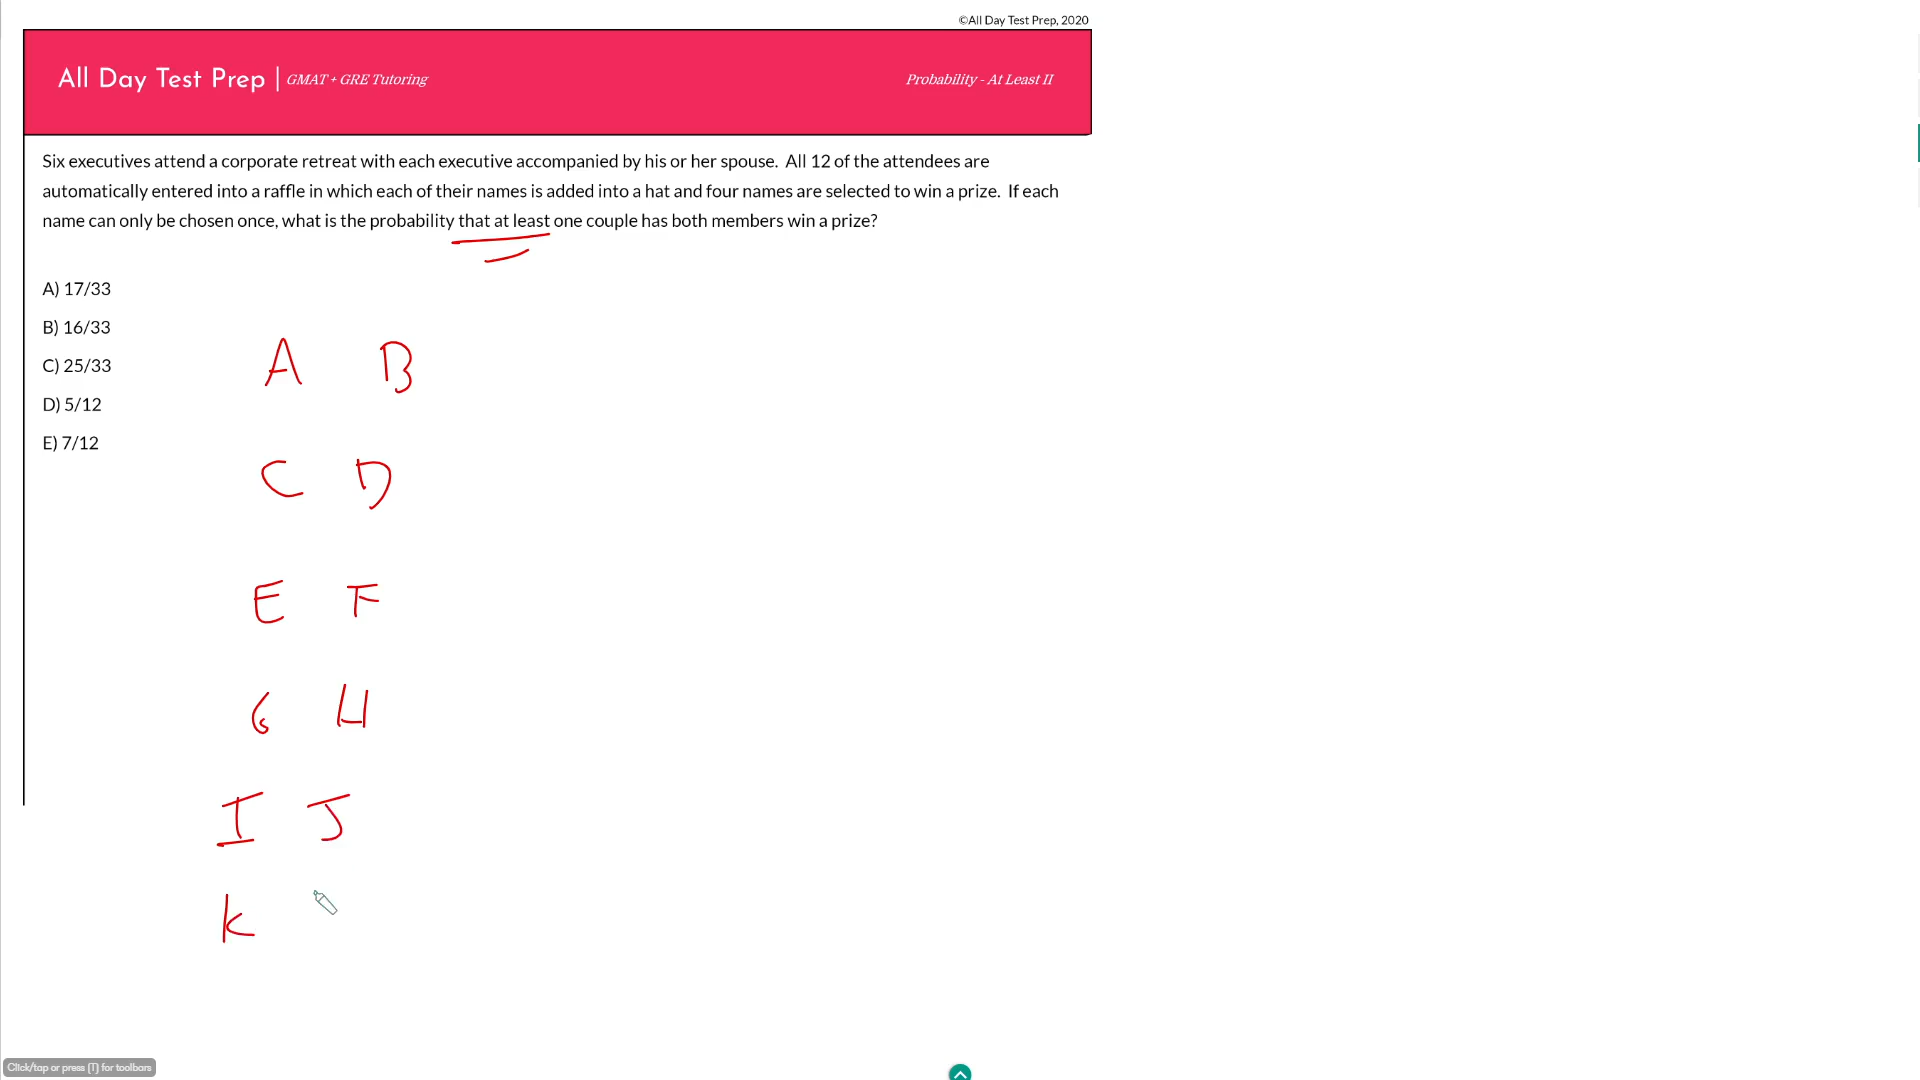 ©All Day Test Prep, 2020
All Day Test Prep | GMAT + GRE Tutoring
Probability - At Least II
Six executives attend a corporate retreat with each executive accompanied by his or her spouse. All 12 of the attendees are
automatically entered into a raffle in which each of their names is added into a hat and four names are selected to win a prize. If each
name can only be chosen once, what is the probability that at least one couple has both members win a prize?
A) 17/33
B) 16/33
C) 25/33
D) 5/12
E) 7/12
A B
C D
E F
G H
I J
K
Click/tap or press (T) for toolbars